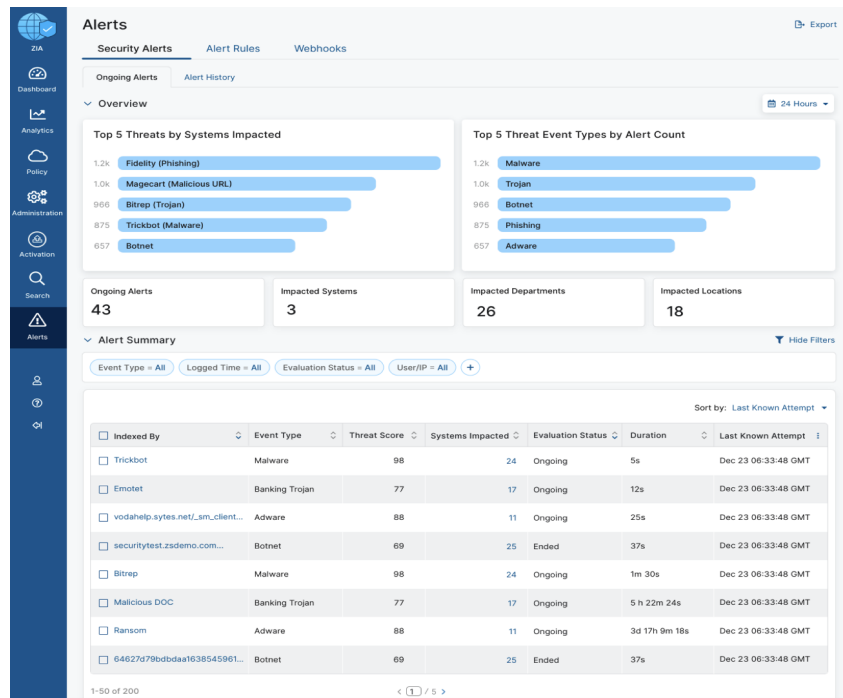 Alerts
Export
ZIA
Security Alerts Alert Rules Webhooks
Dashboard
Ongoing Alerts Alert History
Overview
24 Hours
Analytics
Top 5 Threats by Systems Impacted
1.2k Fidelity (Phishing)
1.0k Magecart (Malicious URL)
966 Bitrep (Trojan)
875 Trickbot (Malware)
657 Botnet
Top 5 Threat Event Types by Alert Count
1.2k Malware
1.0k Trojan
966 Botnet
875 Phishing
657 Adware
Policy
Administration
Activation
Search
Alerts
Ongoing Alerts
43
Impacted Systems
3
Impacted Departments
26
Impacted Locations
18
Alert Summary
Hide Filters
Event Type = All Logged Time = All Evaluation Status = All User/IP = All +
Sort by: Last Known Attempt
Indexed By Event Type Threat Score Systems Impacted Evaluation Status Duration Last Known Attempt
Trickbot Malware 98 24 Ongoing 5s Dec 23 06:33:48 GMT
Emotet Banking Trojan 77 17 Ongoing 12s Dec 23 06:33:48 GMT
vodahelp.sytes.net/_sm_client... Adware 88 11 Ongoing 25s Dec 23 06:33:48 GMT
securitytest.zsdemo.com... Botnet 69 25 Ended 37s Dec 23 06:33:48 GMT
Bitrep Malware 98 24 Ongoing 1m 30s Dec 23 06:33:48 GMT
Malicious DOC Banking Trojan 77 17 Ongoing 5 h 22m 24s Dec 23 06:33:48 GMT
Ransom Adware 88 11 Ongoing 3d 17h 9m 18s Dec 23 06:33:48 GMT
64627d79bdbdaa1638545961... Botnet 69 25 Ended 37s Dec 23 06:33:48 GMT
1-50 of 200
< 1 / 5 >